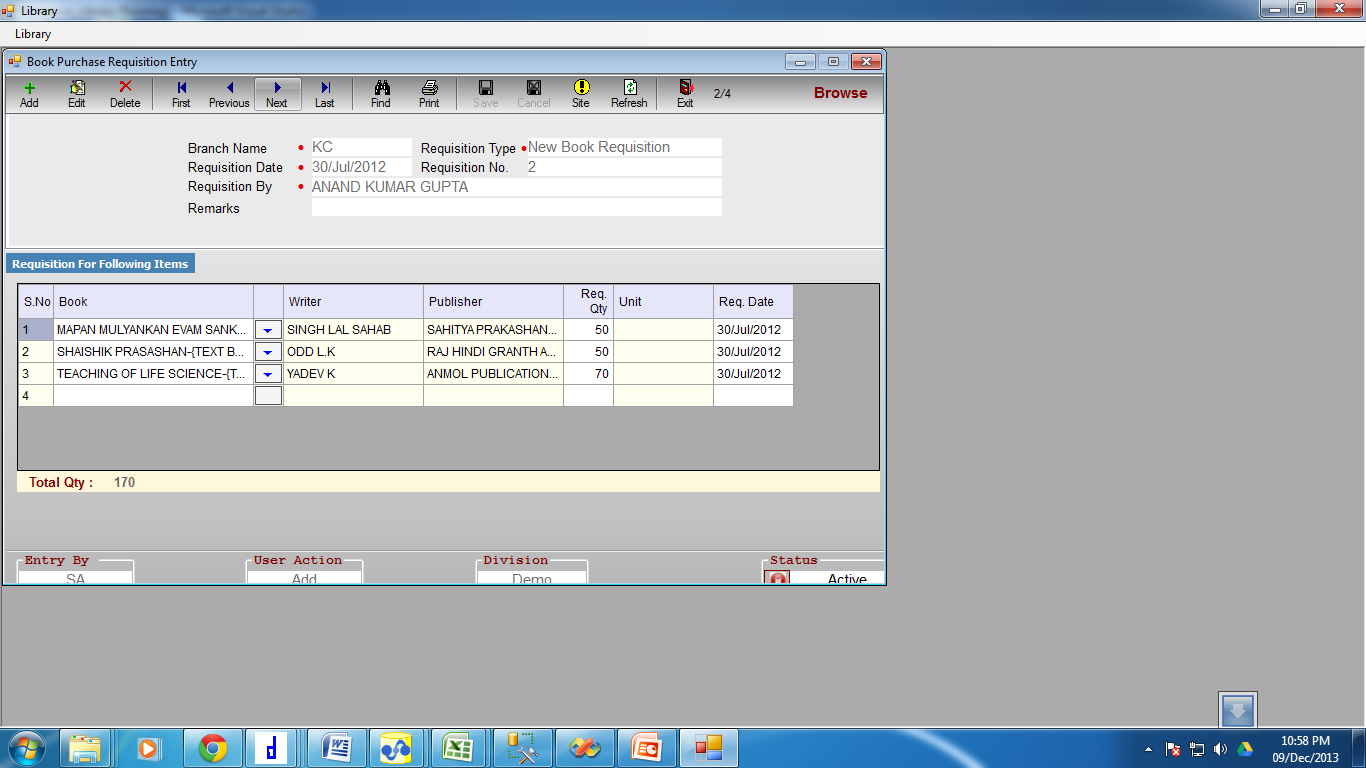 Library
Library
Book Purchase Requisition Entry
Add Edit Delete First Previous Next Last Find Print Save Cancel Site Refresh Exit 2/4 Browse
Branch Name • KC Requisition Type • New Book Requisition
Requisition Date • 30/Jul/2012 Requisition No. 2
Requisition By • ANAND KUMAR GUPTA
Remarks
Requisition For Following Items
S.No Book Writer Publisher Req. Qty Unit Req. Date
1 MAPAN MULYANKAN EVAM SANK... SINGH LAL SAHAB SAHITYA PRAKASHAN... 50 30/Jul/2012
2 SHAISHIK PRASASHAN-{TEXT B... ODD L.K RAJ HINDI GRANTH A... 50 30/Jul/2012
3 TEACHING OF LIFE SCIENCE-{T... YADEV K ANMOL PUBLICATION... 70 30/Jul/2012
4
Total Qty : 170
Entry By User Action Division Status
SA Add Demo Active
10:58 PM
09/Dec/2013